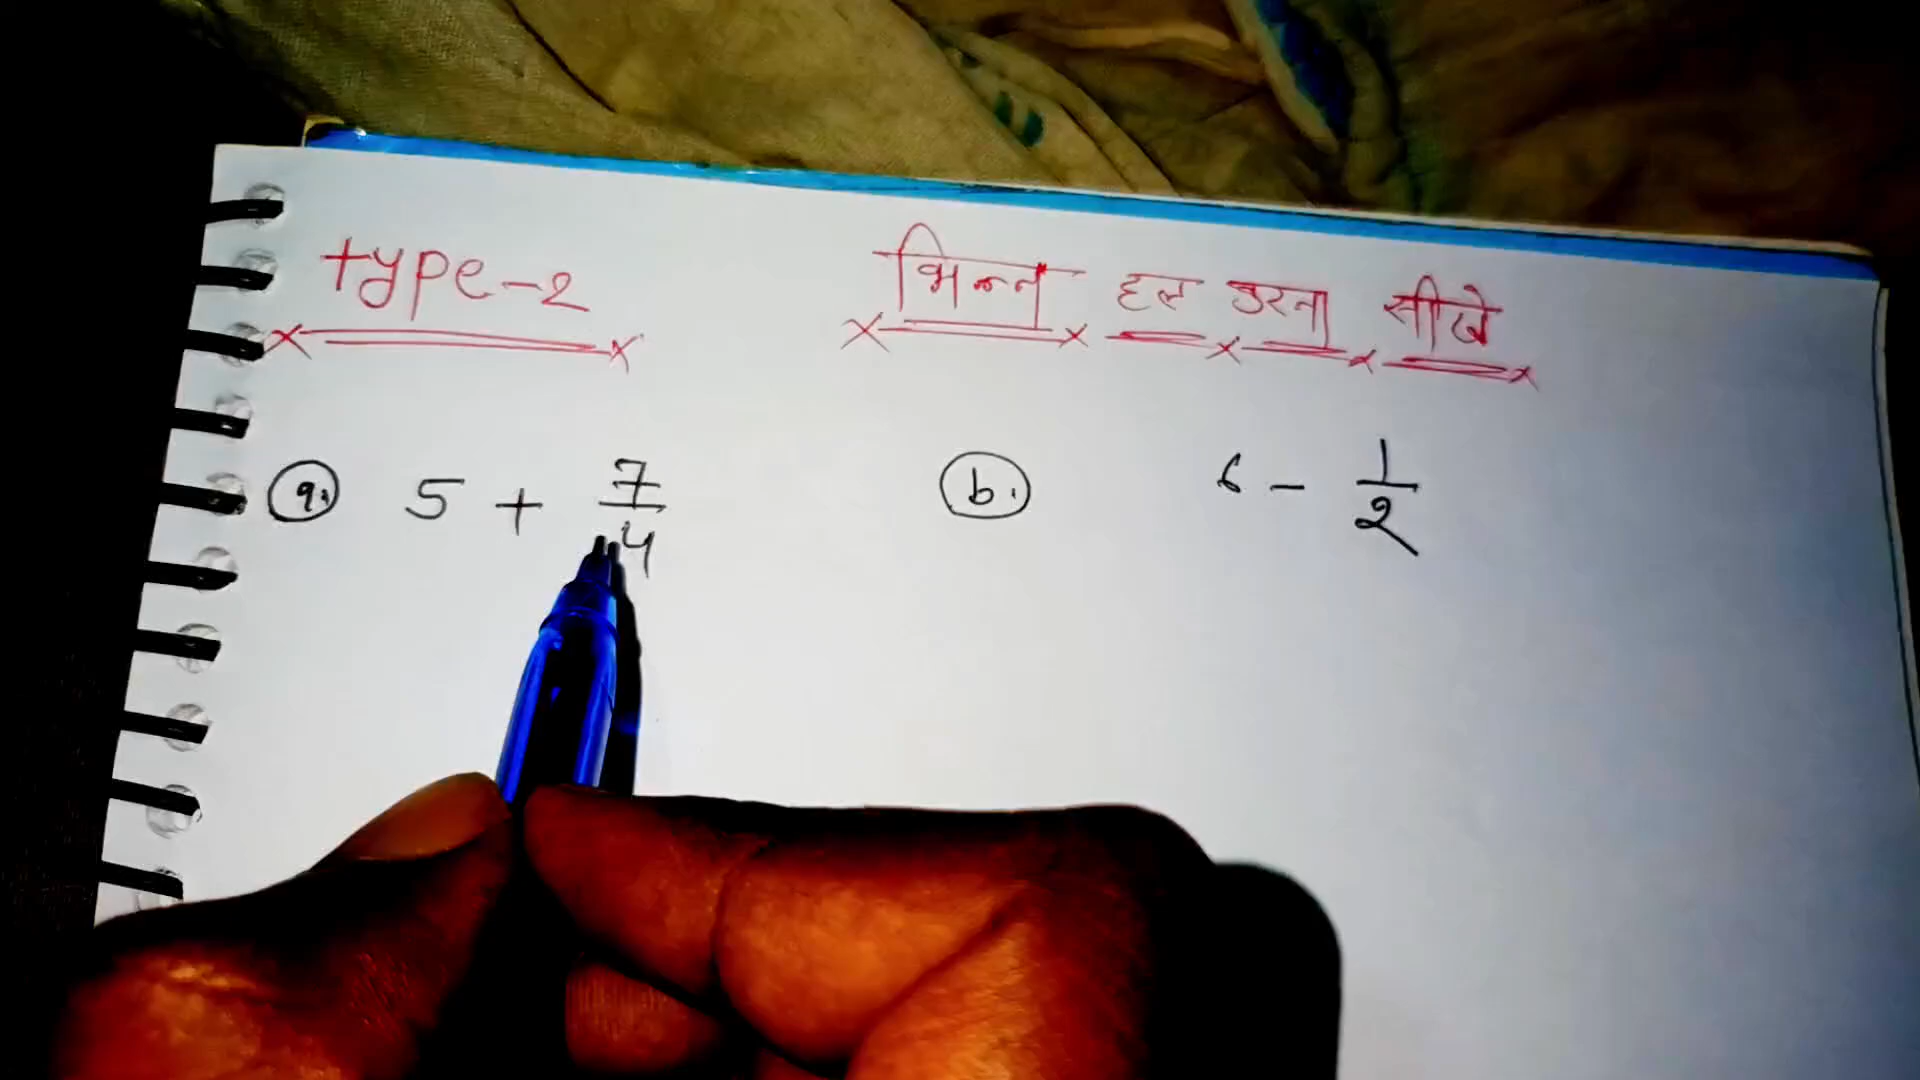 type-2 भिन्न हल करना सीखे
a. 5 + 7/4 b. 6 - 1/2